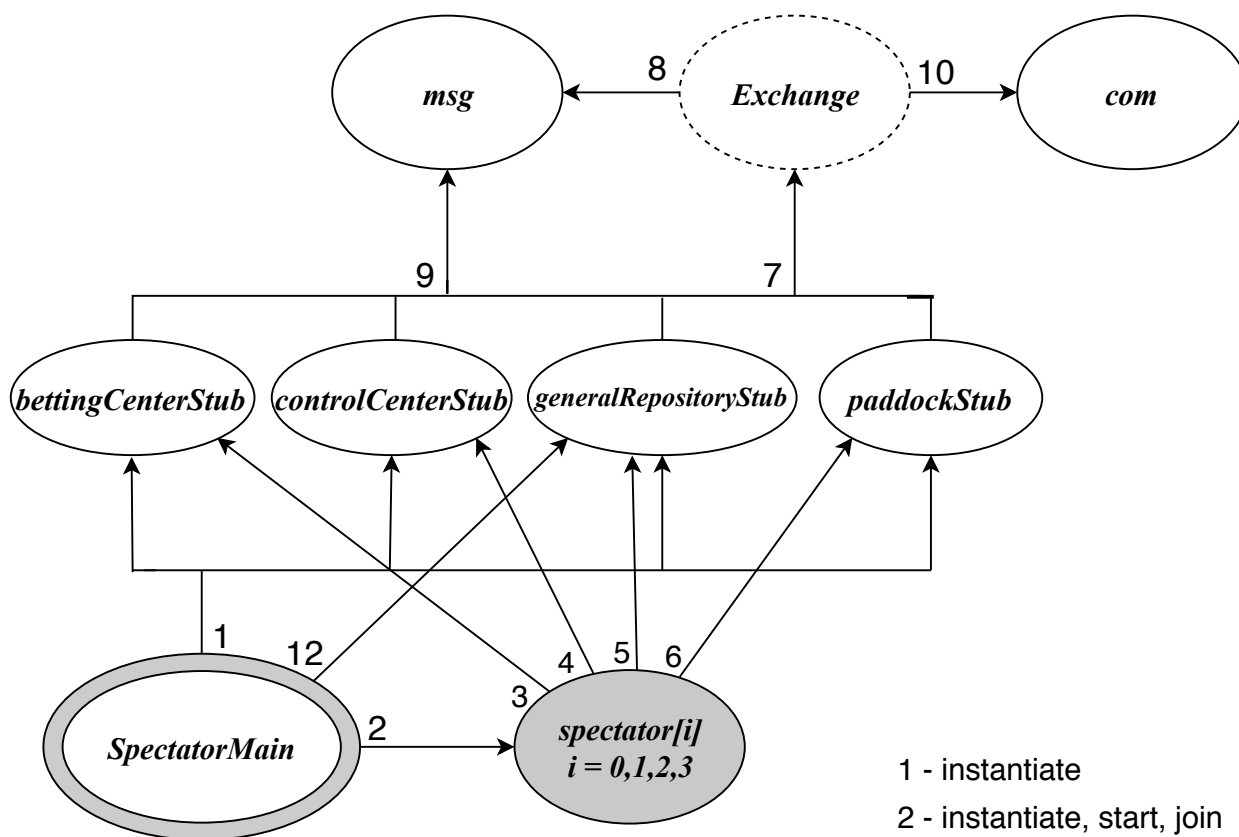 msg
8
Exchange
10
com
9
7
bettingCenterStub
controlCenterStub
generalRepositoryStub
paddockStub
1
12
3
4
5
6
SpectatorMain
2
spectator[i]
i = 0,1,2,3
1 - instantiate
2 - instantiate, start, join